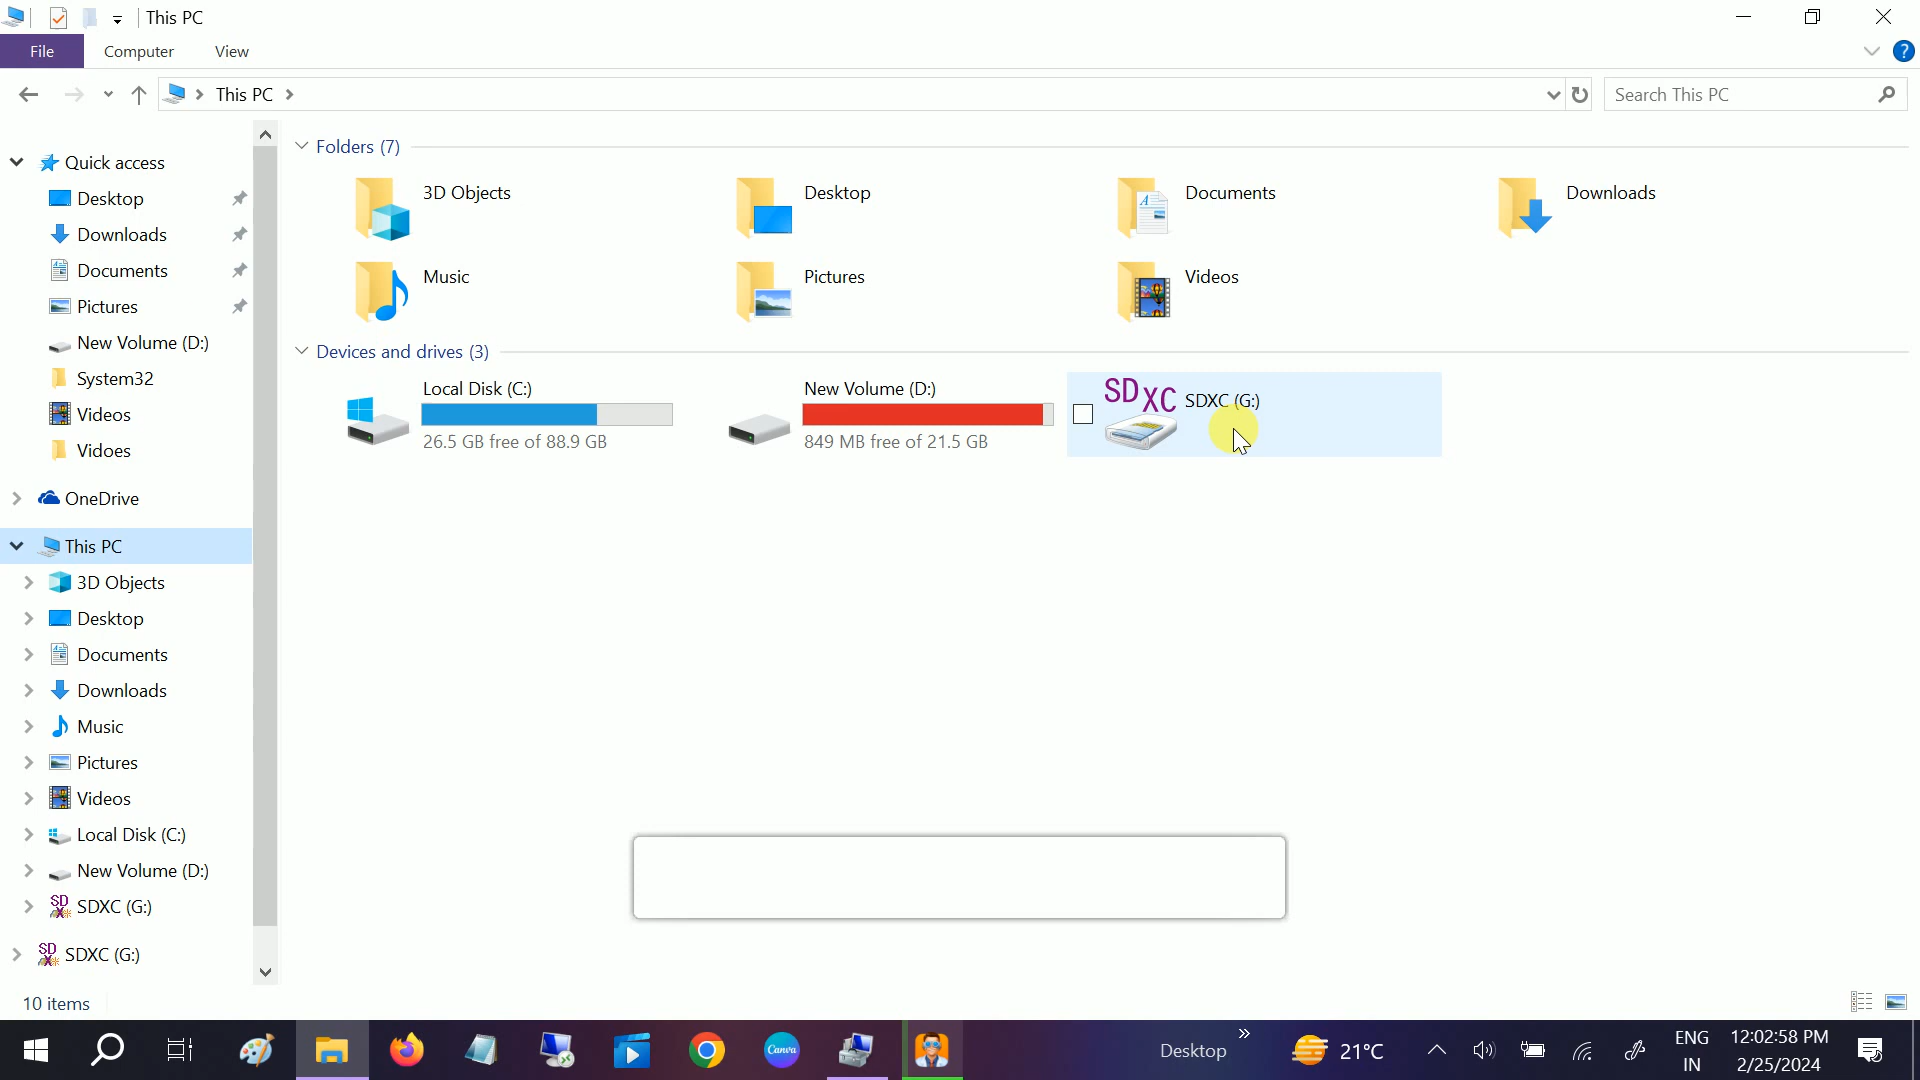 This PC
File Computer View
This PC
Search This PC
Quick access
Desktop
Downloads
Documents
Pictures
New Volume (D:)
System32
Videos
Vidoes
OneDrive
This PC
3D Objects
Desktop
Documents
Downloads
Music
Pictures
Videos
Local Disk (C:)
New Volume (D:)
SDXC (G:)
SDXC (G:)
Folders (7)
3D Objects
Desktop
Documents
Downloads
Music
Pictures
Videos
Devices and drives (3)
Local Disk (C:)
26.5 GB free of 88.9 GB
New Volume (D:)
849 MB free of 21.5 GB
SDXC
SDXC (G:)
10 items
Canva
Desktop
21°C
ENG
IN
12:02:58 PM
2/25/2024